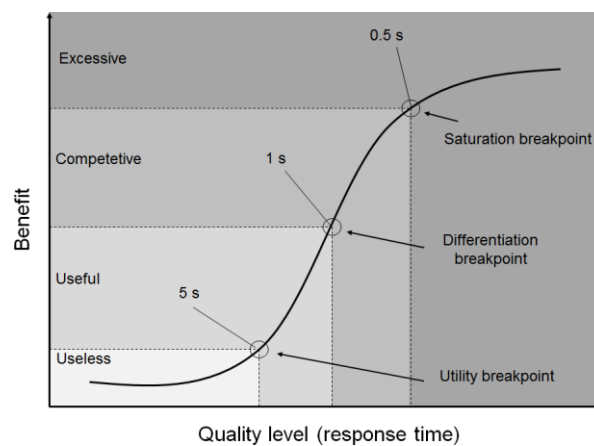 Excessive
0.5 s
Saturation breakpoint
Competetive
1 s
Differentiation
breakpoint
Useful
5 s
Useless
Utility breakpoint
Benefit
Quality level (response time)